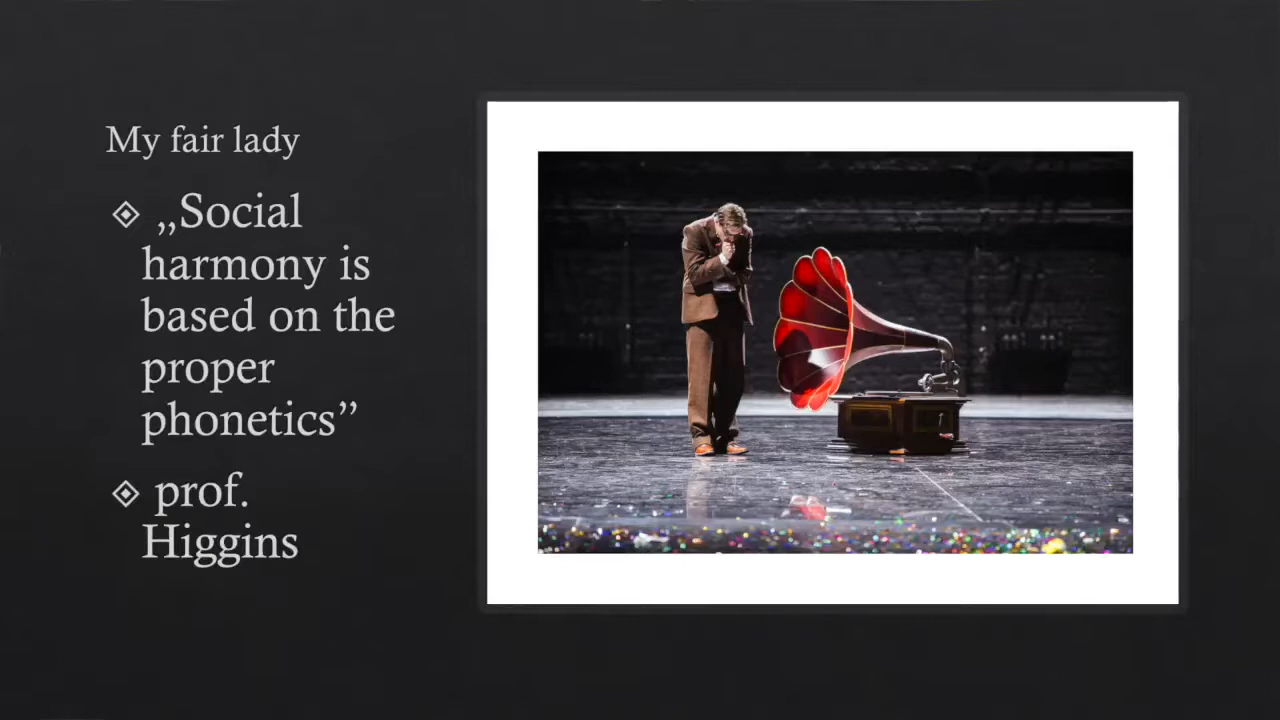 My fair lady
„Social
harmony is
based on the
proper
phonetics”
prof.
Higgins